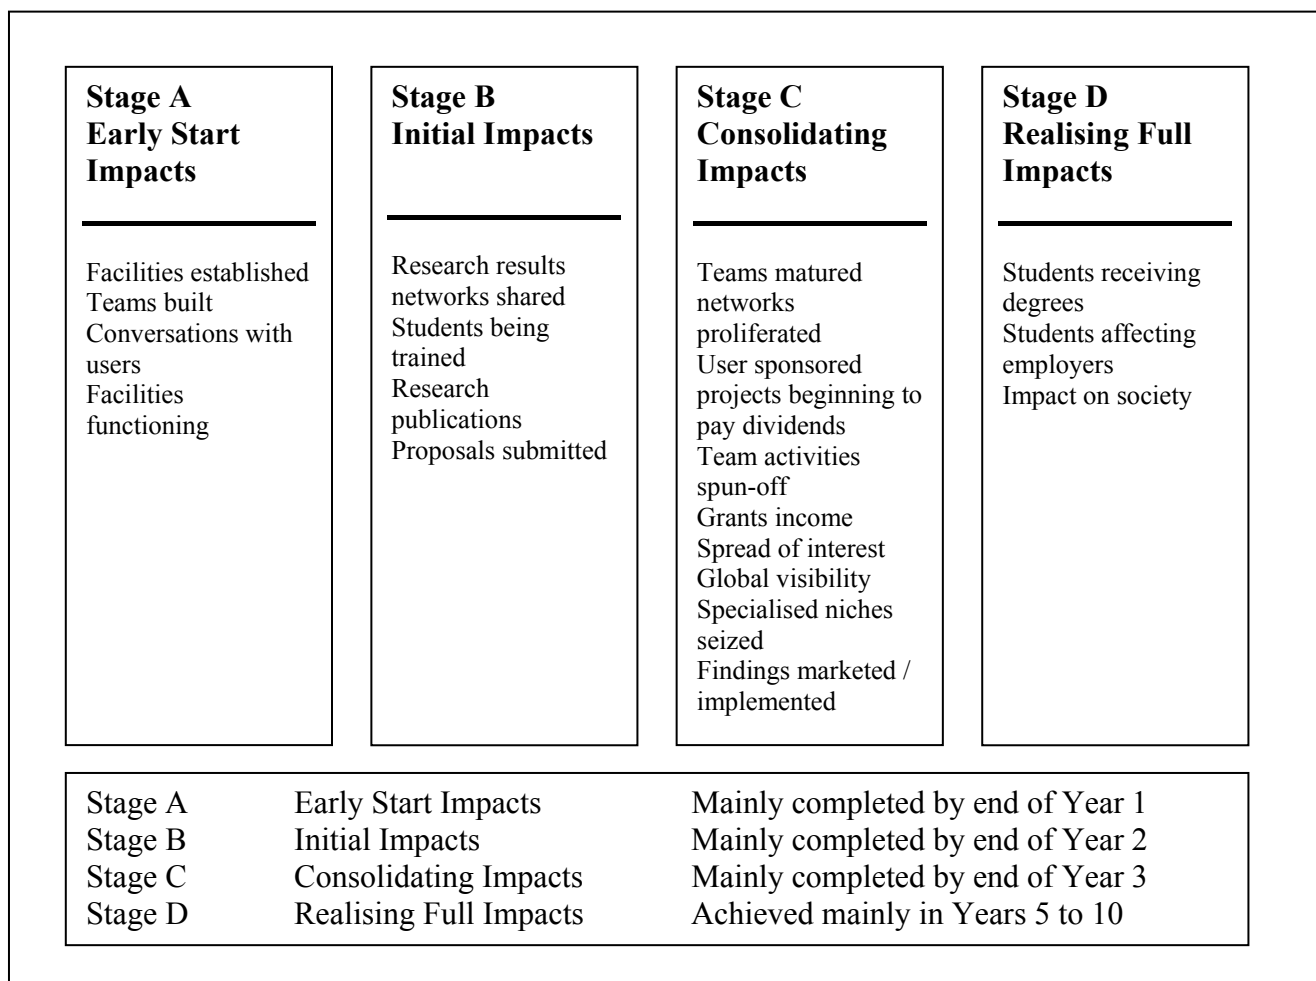 Stage A
Early Start
Impacts
Facilities established
Teams built
Conversations with
users
Facilities
functioning
Stage B
Initial Impacts
Research results
networks shared
Students being
trained
Research
publications
Proposals submitted
Stage C
Consolidating
Impacts
Teams matured
networks
proliferated
User sponsored
projects beginning to
pay dividends
Team activities
spun-off
Grants income
Spread of interest
Global visibility
Specialised niches
seized
Findings marketed /
implemented
Stage D
Realising Full
Impacts
Students receiving
degrees
Students affecting
employers
Impact on society
Stage A Early Start Impacts Mainly completed by end of Year 1
Stage B Initial Impacts Mainly completed by end of Year 2
Stage C Consolidating Impacts Mainly completed by end of Year 3
Stage D Realising Full Impacts Achieved mainly in Years 5 to 10